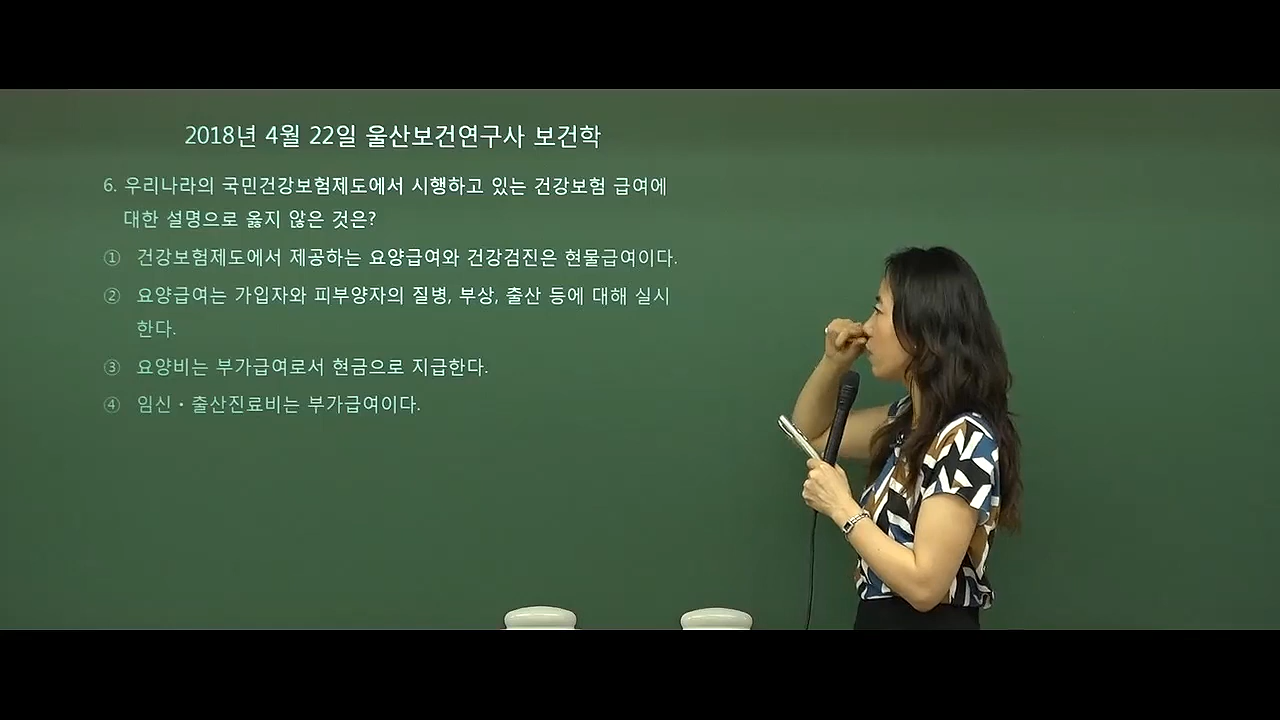 2018년 4월 22일 울산보건연구사 보건학
6. 우리나라의 국민건강보험제도에서 시행하고 있는 건강보험 급여에
대한 설명으로 옳지 않은 것은?
① 건강보험제도에서 제공하는 요양급여와 건강검진은 현물급여이다.
② 요양급여는 가입자와 피부양자의 질병, 부상, 출산 등에 대해 실시
한다.
③ 요양비는 부가급여로서 현금으로 지급한다.
④ 임신・출산진료비는 부가급여이다.